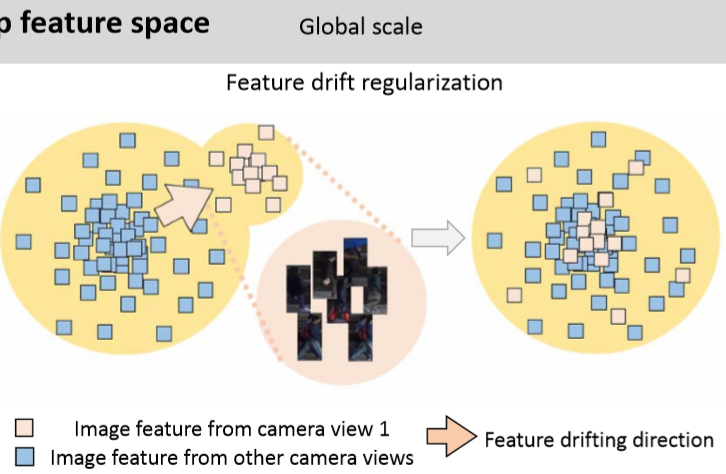 p feature space
Global scale
Feature drift regularization
Image feature from camera view 1
Image feature from other camera views
Feature drifting direction